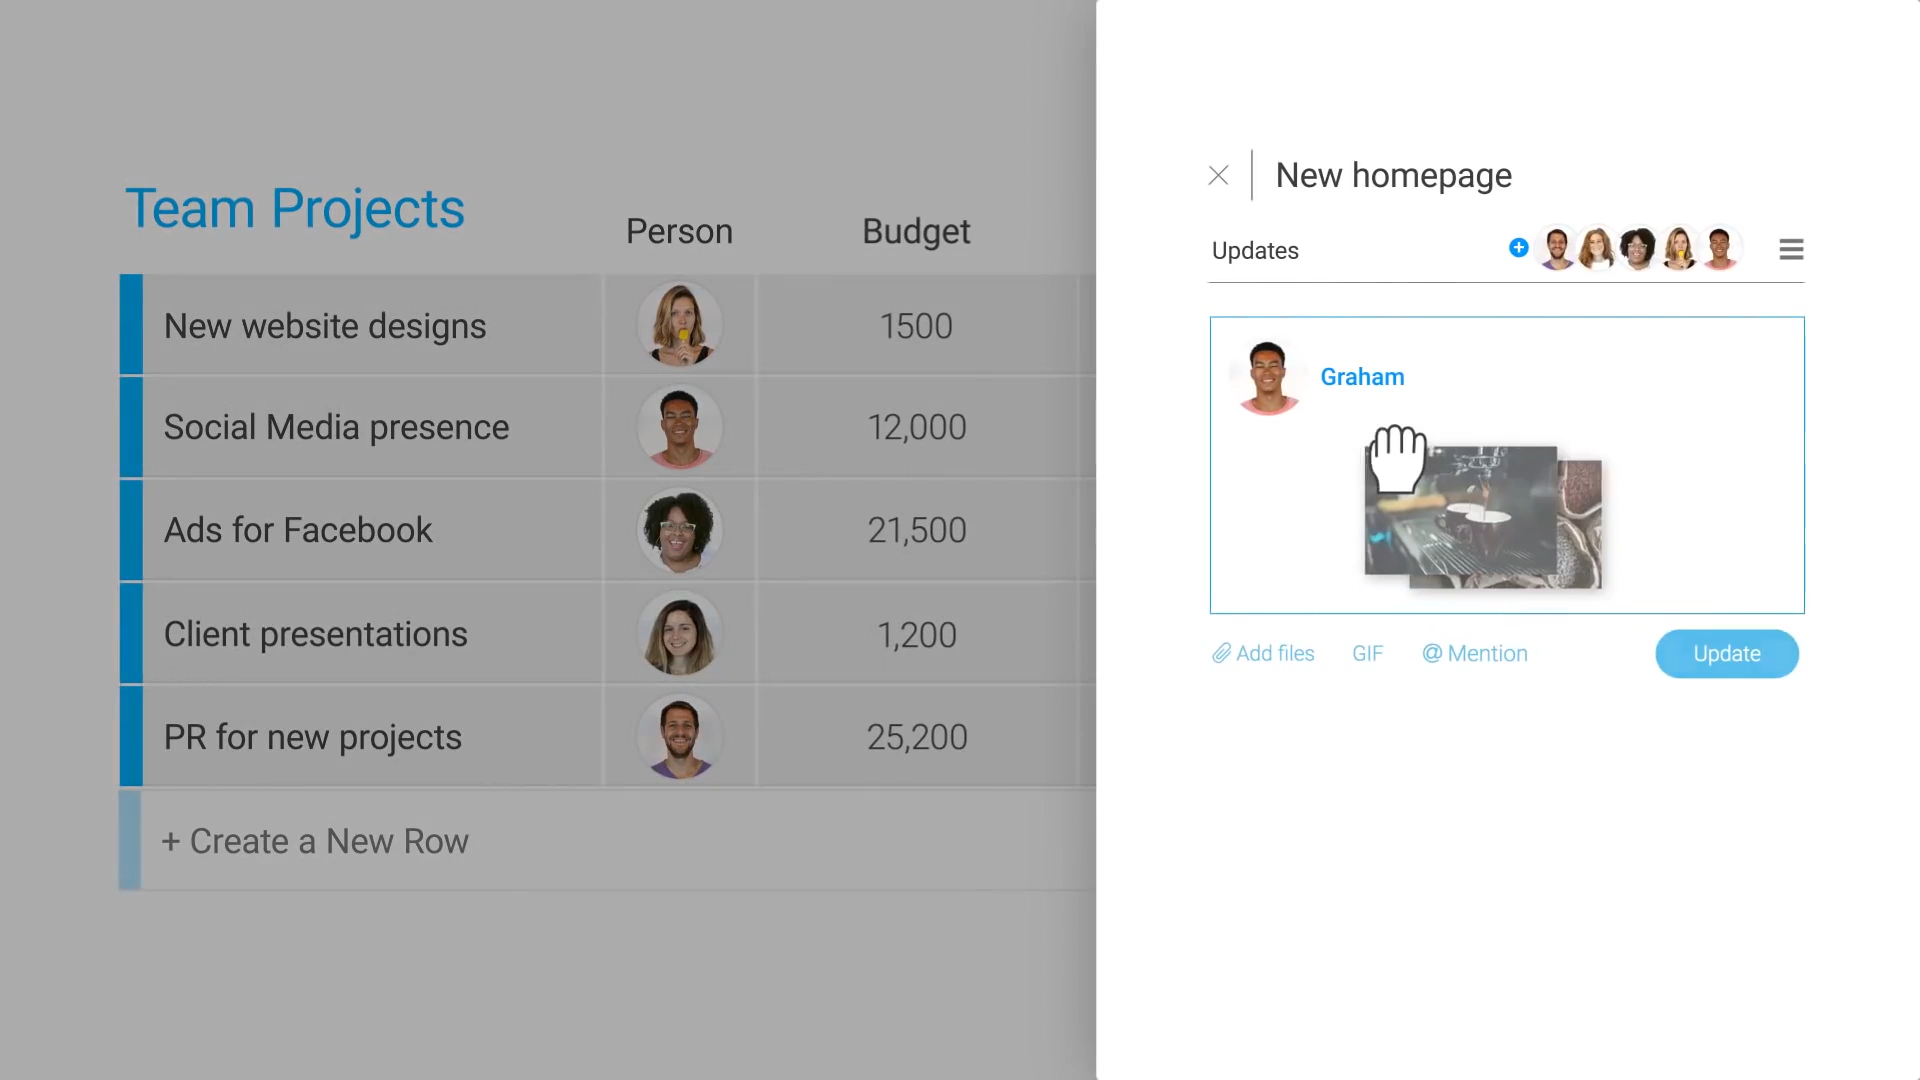 Team Projects
Person
Budget
New website designs
1500
Social Media presence
12,000
Ads for Facebook
21,500
Client presentations
1,200
PR for new projects
25,200
+ Create a New Row
New homepage
Updates
Graham
Add files
GIF
@ Mention
Update